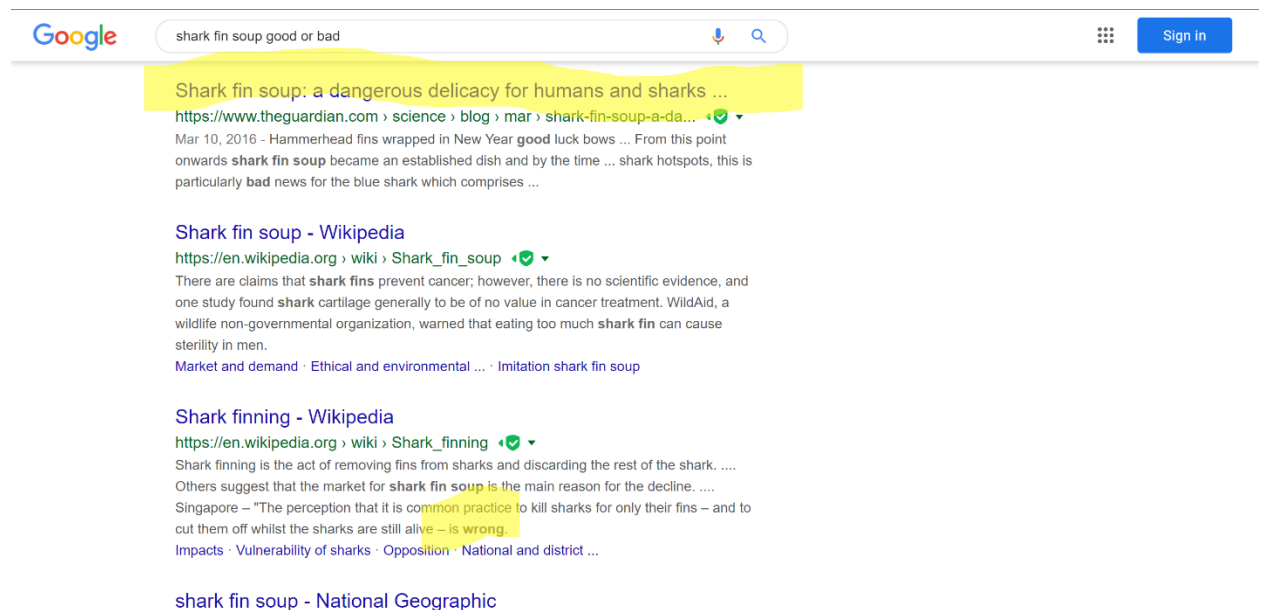 Google
shark fin soup good or bad
Sign in
Shark fin soup: a dangerous delicacy for humans and sharks ...
https://www.theguardian.com › science › blog › mar › shark-fin-soup-a-da...
Mar 10, 2016 - Hammerhead fins wrapped in New Year good luck bows ... From this point
onwards shark fin soup became an established dish and by the time ... shark hotspots, this is
particularly bad news for the blue shark which comprises ...
Shark fin soup - Wikipedia
https://en.wikipedia.org › wiki › Shark_fin_soup
There are claims that shark fins prevent cancer; however, there is no scientific evidence, and
one study found shark cartilage generally to be of no value in cancer treatment. WildAid, a
wildlife non-governmental organization, warned that eating too much shark fin can cause
sterility in men.
Market and demand · Ethical and environmental ... · Imitation shark fin soup
Shark finning - Wikipedia
https://en.wikipedia.org › wiki › Shark_finning
Shark finning is the act of removing fins from sharks and discarding the rest of the shark. ....
Others suggest that the market for shark fin soup is the main reason for the decline. ....
Singapore – "The perception that it is common practice to kill sharks for only their fins – and to
cut them off whilst the sharks are still alive – is wrong.
Impacts · Vulnerability of sharks · Opposition · National and district ...
shark fin soup - National Geographic